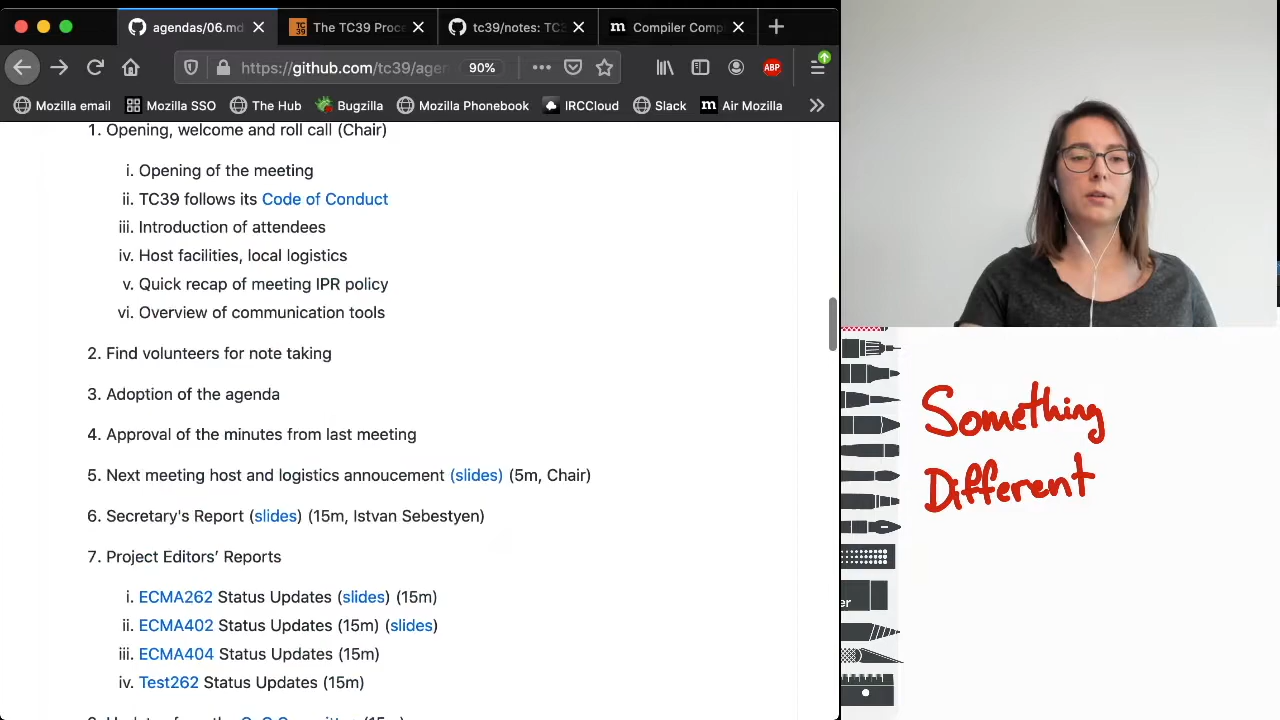 agendas/06.md
The TC39 Proce
tc39/notes: TC3
Compiler Compi
https://github.com/tc39/agen
90%
ABP
Mozilla email
Mozilla SSO
The Hub
Bugzilla
Mozilla Phonebook
IRCCloud
Slack
Air Mozilla
1. Opening, welcome and roll call (Chair)
i. Opening of the meeting
ii. TC39 follows its Code of Conduct
iii. Introduction of attendees
iv. Host facilities, local logistics
v. Quick recap of meeting IPR policy
vi. Overview of communication tools
2. Find volunteers for note taking
3. Adoption of the agenda
4. Approval of the minutes from last meeting
5. Next meeting host and logistics annoucement (slides) (5m, Chair)
6. Secretary's Report (slides) (15m, Istvan Sebestyen)
7. Project Editors’ Reports
i. ECMA262 Status Updates (slides) (15m)
ii. ECMA402 Status Updates (15m) (slides)
iii. ECMA404 Status Updates (15m)
iv. Test262 Status Updates (15m)
Something
Different
er